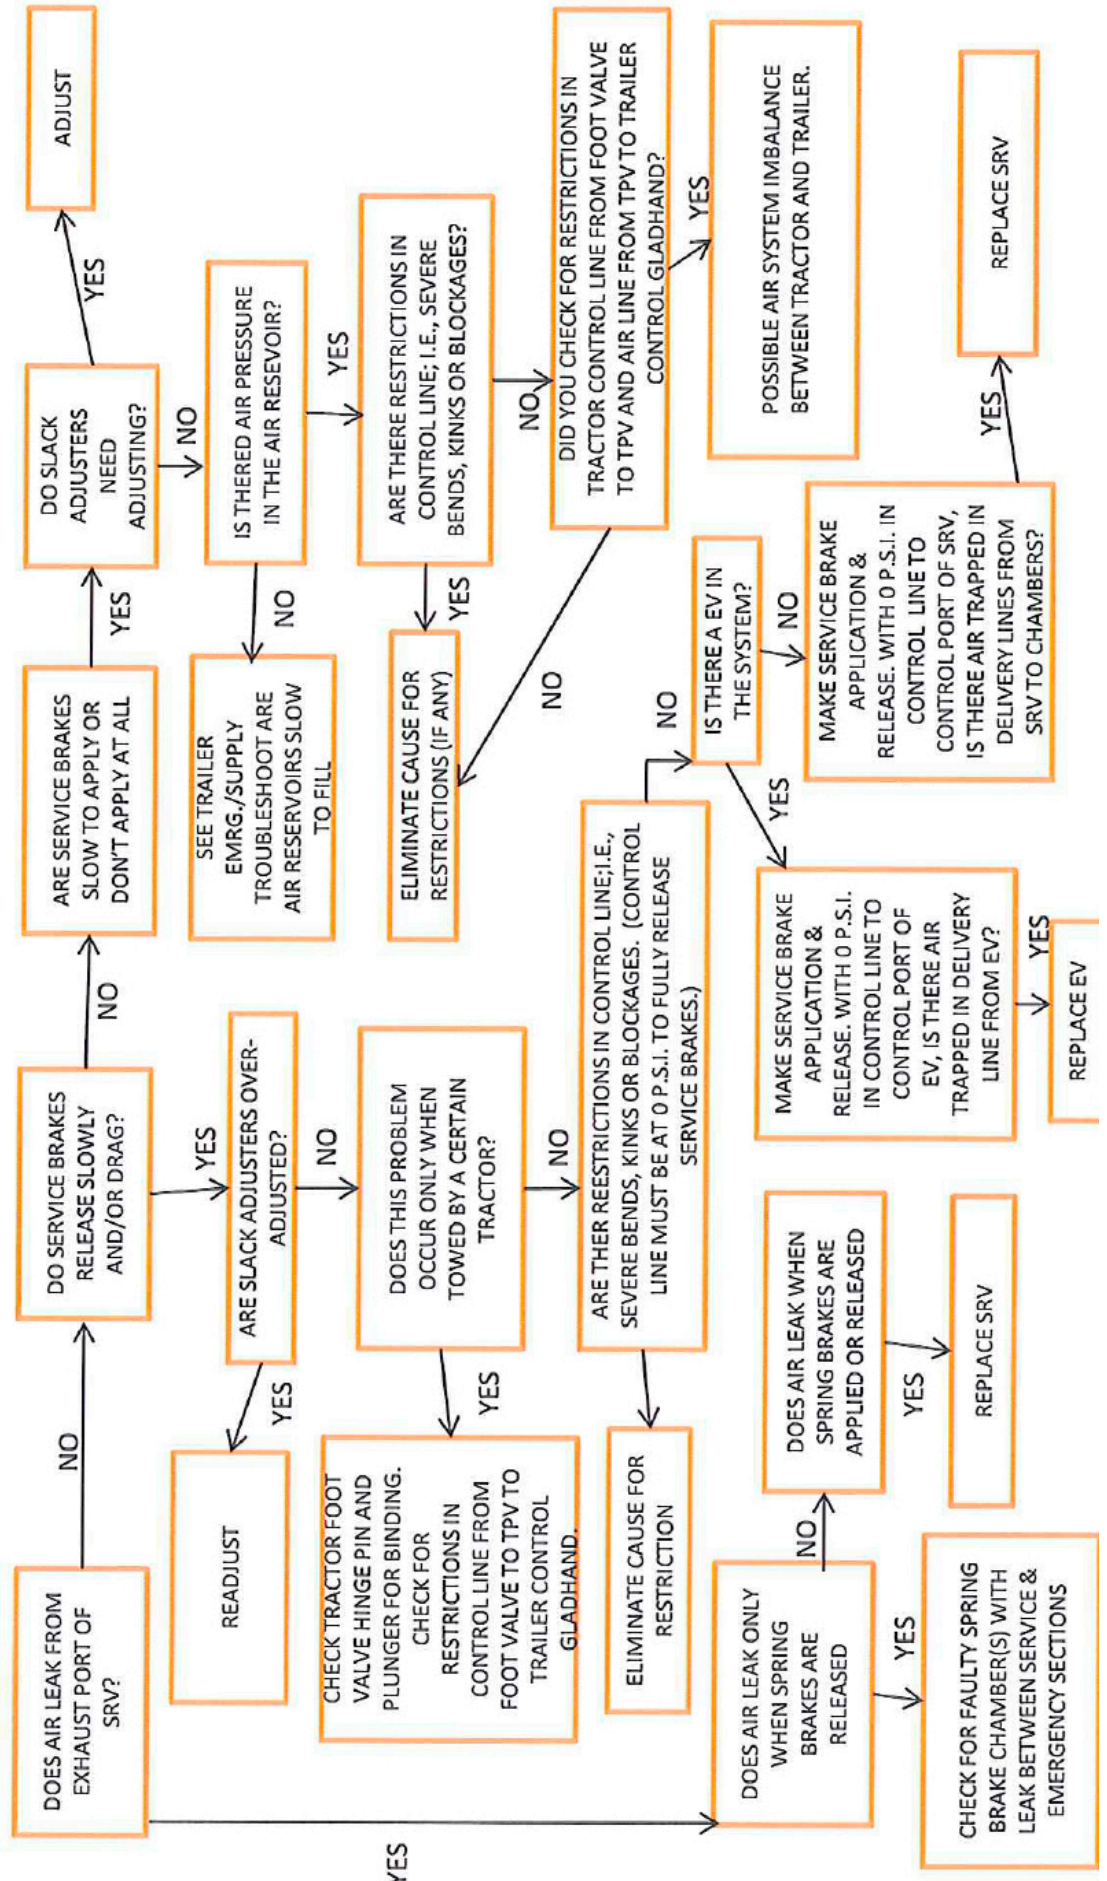 DOES AIR LEAK FROM
EXHAUST PORT OF
SRV?
NO
DO SERVICE BRAKES
RELEASE SLOWLY
AND/OR DRAG?
NO
ARE SERVICE BRAKES
SLOW TO APPLY OR
DON'T APPLY AT ALL
YES
DO SLACK
ADJUSTERS
NEED
ADJUSTING?
YES
ADJUST
NO
IS THERED AIR PRESSURE
IN THE AIR RESEVOIR?
NO
SEE TRAILER
EMRG./SUPPLY
TROUBLESHOOT ARE
AIR RESERVOIRS SLOW
TO FILL
YES
ARE THERE RESTRICTIONS IN
CONTROL LINE; I.E., SEVERE
BENDS, KINKS OR BLOCKAGES?
YES
ELIMINATE CAUSE FOR
RESTRICTIONS (IF ANY)
NO
DID YOU CHECK FOR RESTRICTIONS IN
TRACTOR CONTROL LINE FROM FOOT VALVE
TO TPV AND AIR LINE FROM TPV TO TRAILER
CONTROL GLADHAND?
NO
YES
POSSIBLE AIR SYSTEM IMBALANCE
BETWEEN TRACTOR AND TRAILER.
YES
ARE SLACK ADJUSTERS OVER-
ADJUSTED?
YES
READJUST
NO
DOES THIS PROBLEM
OCCUR ONLY WHEN
TOWED BY A CERTAIN
TRACTOR?
YES
CHECK TRACTOR FOOT
VALVE HINGE PIN AND
PLUNGER FOR BINDING.
CHECK FOR
RESTRICTIONS IN
CONTROL LINE FROM
FOOT VALVE TO TPV TO
TRAILER CONTROL
GLADHAND.
NO
ARE THER REESTRICTIONS IN CONTROL LINE;I.E.,
SEVERE BENDS, KINKS OR BLOCKAGES. (CONTROL
LINE MUST BE AT 0 P.S.I. TO FULLY RELEASE
SERVICE BRAKES.)
ELIMINATE CAUSE FOR
RESTRICTION
NO
IS THERE A EV IN
THE SYSTEM?
YES
MAKE SERVICE BRAKE
APPLICATION &
RELEASE. WITH 0 P.S.I.
IN CONTROL LINE TO
CONTROL PORT OF
EV, IS THERE AIR
TRAPPED IN DELIVERY
LINE FROM EV?
YES
REPLACE EV
NO
MAKE SERVICE BRAKE
APPLICATION &
RELEASE. WITH 0 P.S.I. IN
CONTROL LINE TO
CONTROL PORT OF SRV,
IS THERE AIR TRAPPED IN
DELIVERY LINES FROM
SRV TO CHAMBERS?
YES
REPLACE SRV
YES
DOES AIR LEAK ONLY
WHEN SPRING
BRAKES ARE
RELEASED
NO
DOES AIR LEAK WHEN
SPRING BRAKES ARE
APPLIED OR RELEASED
YES
REPLACE SRV
YES
CHECK FOR FAULTY SPRING
BRAKE CHAMBER(S) WITH
LEAK BETWEEN SERVICE &
EMERGENCY SECTIONS